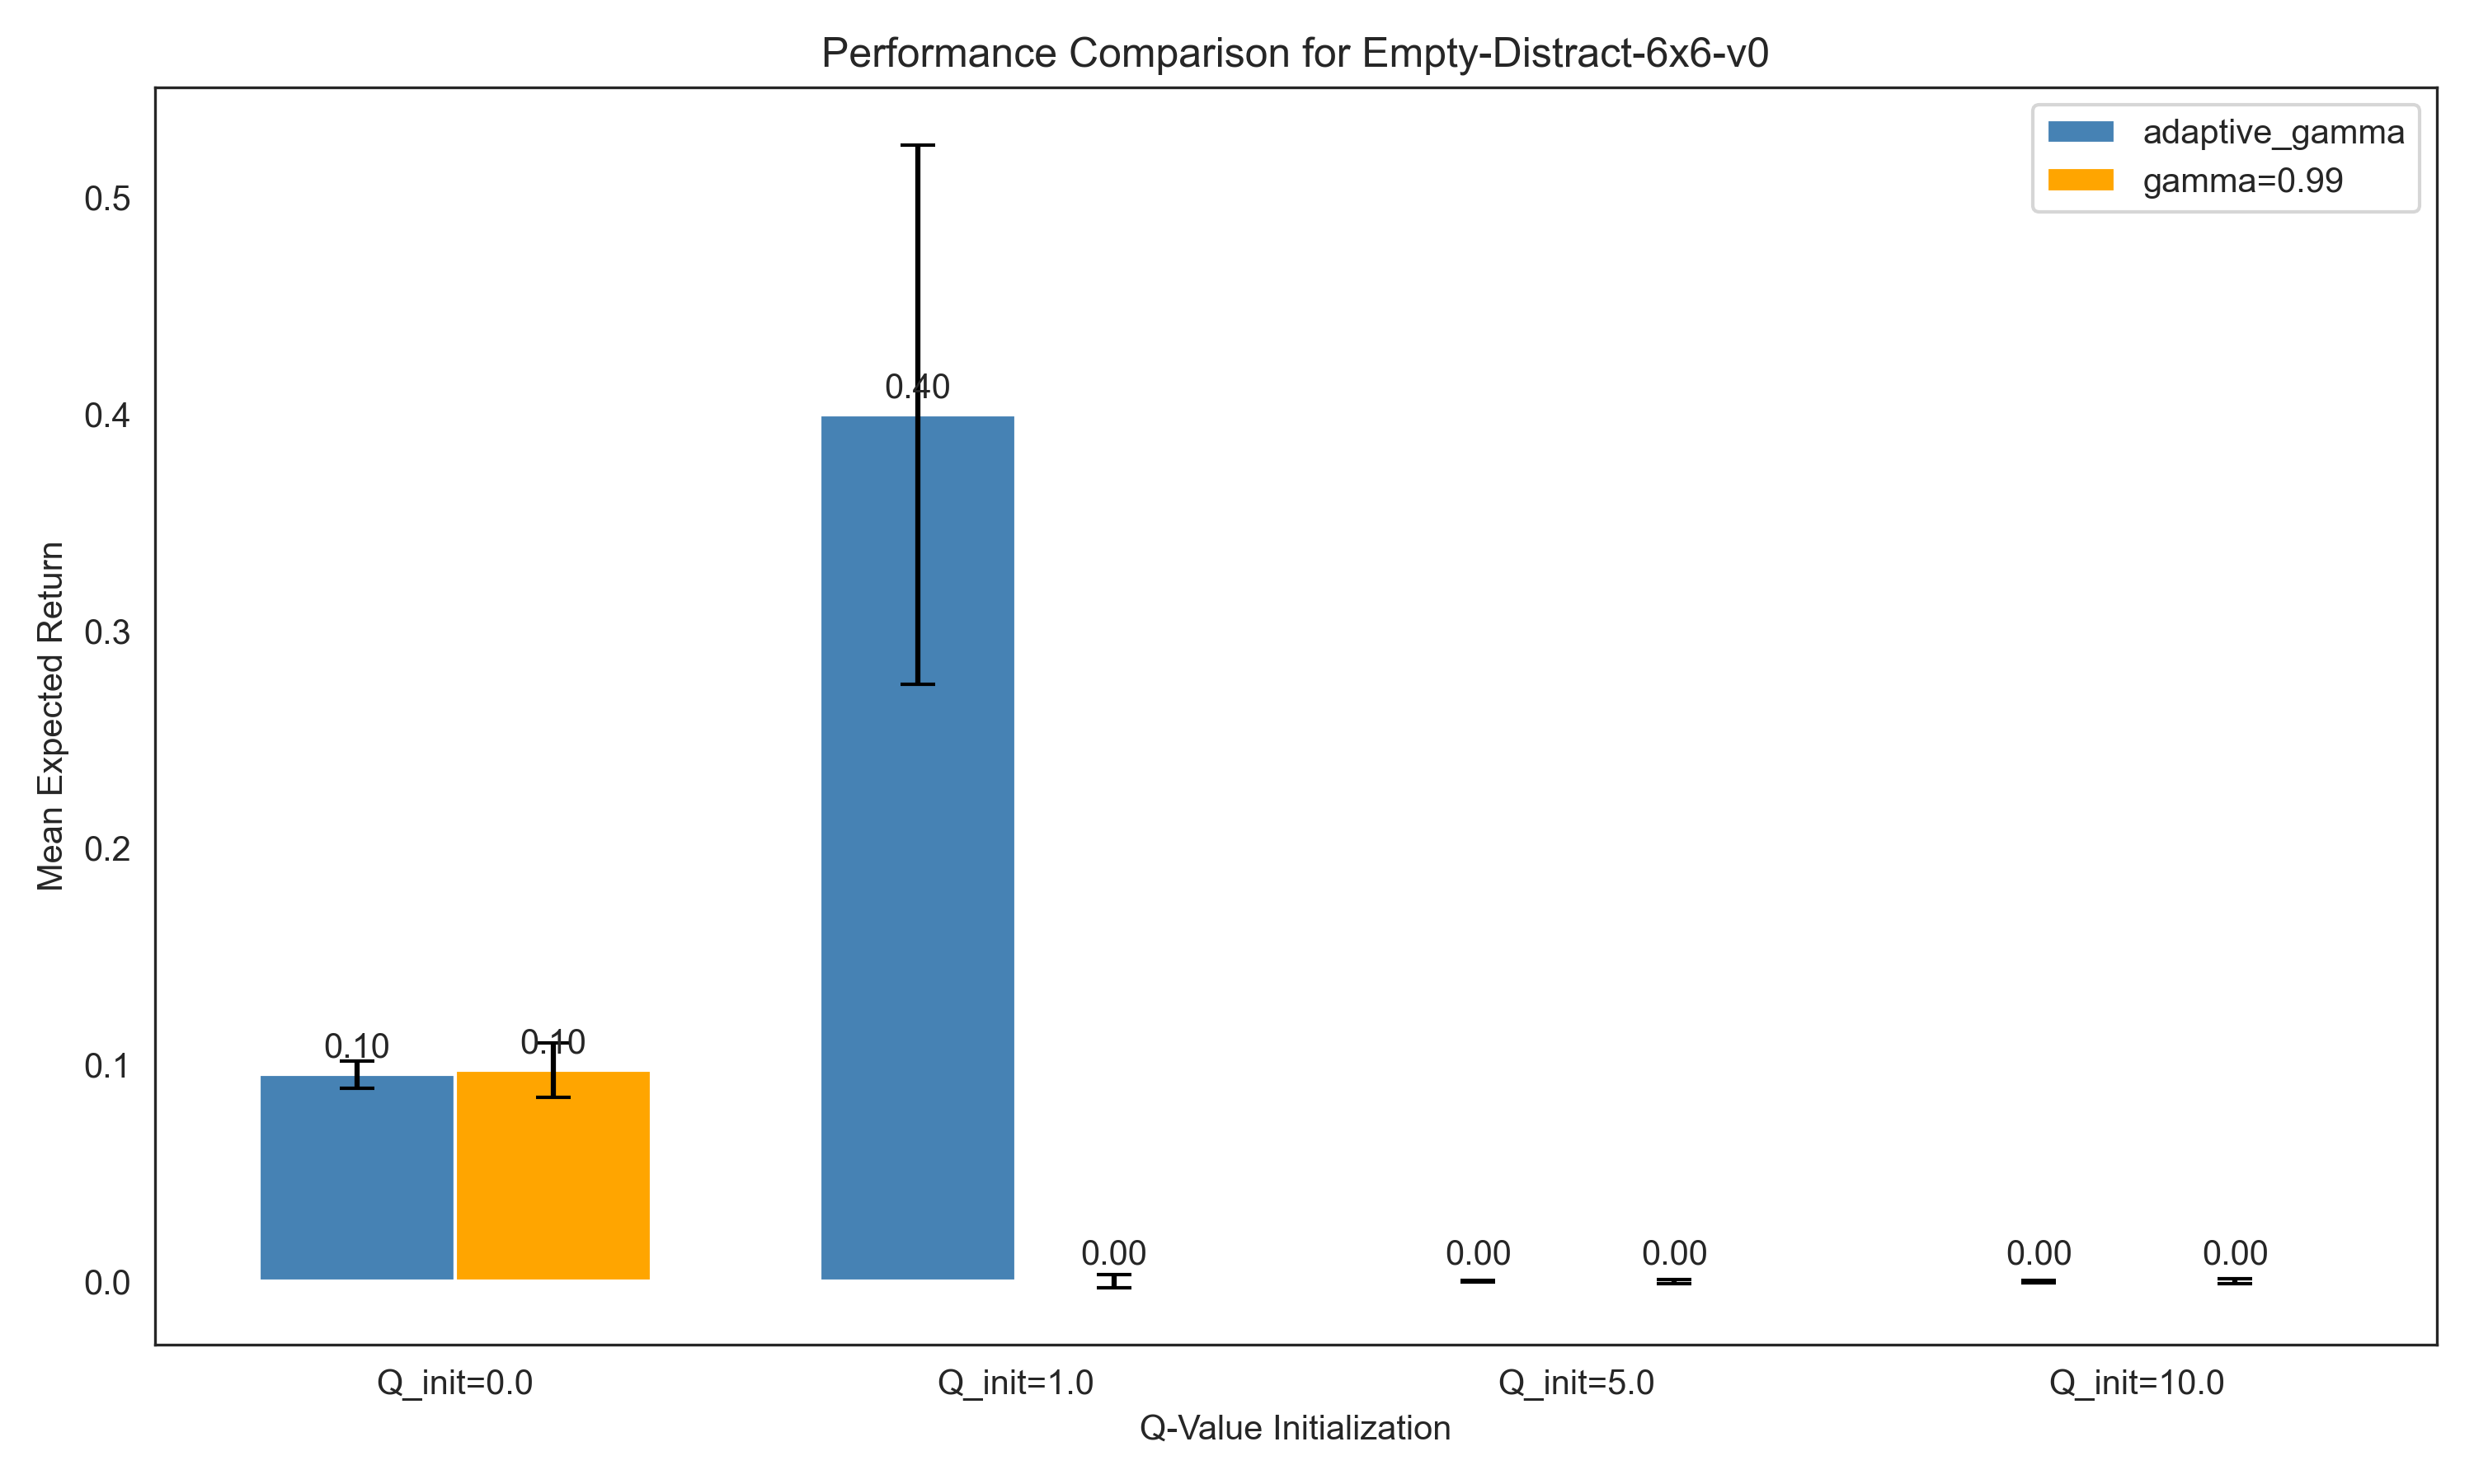 Performance Comparison for Empty-Distract-6x6-v0
adaptive_gamma
gamma=0.99
Mean Expected Return
0.5
0.4
0.3
0.2
0.1
0.0
0.10
0.10
0.40
0.00
0.00
0.00
0.00
0.00
Q_init=0.0
Q_init=1.0
Q_init=5.0
Q_init=10.0
Q-Value Initialization